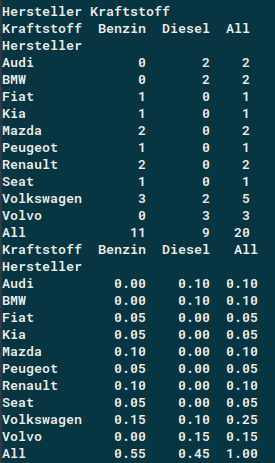 Hersteller Kraftstoff
Kraftstoff  Benzin  Diesel  All
Hersteller
Audi             0       2    2
BMW              0       2    2
Fiat             1       0    1
Kia              1       0    1
Mazda            2       0    2
Peugeot          1       0    1
Renault          2       0    2
Seat             1       0    1
Volkswagen       3       2    5
Volvo            0       3    3
All             11       9   20
Kraftstoff  Benzin  Diesel   All
Hersteller
Audi          0.00    0.10  0.10
BMW           0.00    0.10  0.10
Fiat          0.05    0.00  0.05
Kia           0.05    0.00  0.05
Mazda         0.10    0.00  0.10
Peugeot       0.05    0.00  0.05
Renault       0.10    0.00  0.10
Seat          0.05    0.00  0.05
Volkswagen    0.15    0.10  0.25
Volvo         0.00    0.15  0.15
All           0.55    0.45  1.00